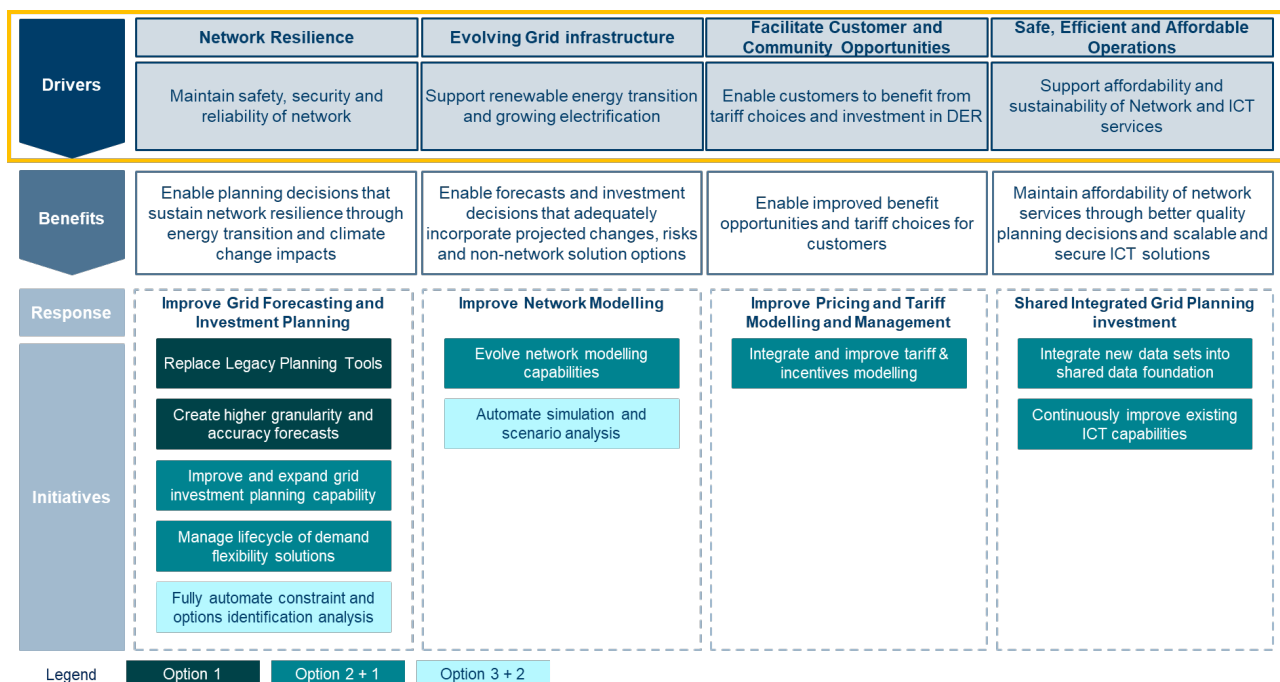 Drivers
Network Resilience
Evolving Grid infrastructure
Facilitate Customer and
Community Opportunities
Safe, Efficient and Affordable
Operations
Maintain safety, security and
reliability of network
Support renewable energy transition
and growing electrification
Enable customers to benefit from
tariff choices and investment in DER
Support affordability and
sustainability of Network and ICT
services
Benefits
Enable planning decisions that
sustain network resilience through
energy transition and climate
change impacts
Enable forecasts and investment
decisions that adequately
incorporate projected changes, risks
and non-network solution options
Enable improved benefit
opportunities and tariff choices for
customers
Maintain affordability of network
services through better quality
planning decisions and scalable and
secure ICT solutions
Response
Improve Grid Forecasting and
Investment Planning
Improve Network Modelling
Improve Pricing and Tariff
Modelling and Management
Shared Integrated Grid Planning
investment
Initiatives
Replace Legacy Planning Tools
Create higher granularity and
accuracy forecasts
Improve and expand grid
investment planning capability
Manage lifecycle of demand
flexibility solutions
Fully automate constraint and
options identification analysis
Evolve network modelling
capabilities
Automate simulation and
scenario analysis
Integrate and improve tariff &
incentives modelling
Integrate new data sets into
shared data foundation
Continuously improve existing
ICT capabilities
Legend
Option 1
Option 2 + 1
Option 3 + 2